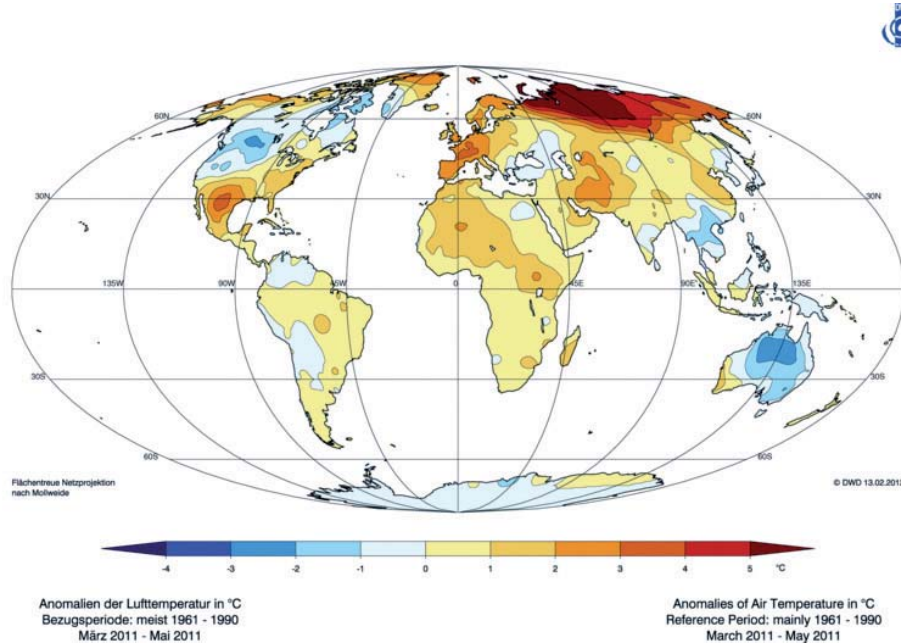 60N
60N
30N
30N
135W
90W
45W
0
45E
90E
135E
30S
30S
60S
60S
Flächentreue Netzprojektion
nach Mollweide
© DWD 13.02.2012
-4
-3
-2
-1
0
1
2
3
4
5
°C
Anomalien der Lufttemperatur in °C
Bezugsperiode: meist 1961 - 1990
März 2011 - Mai 2011
Anomalies of Air Temperature in °C
Reference Period: mainly 1961 - 1990
March 2011 - May 2011